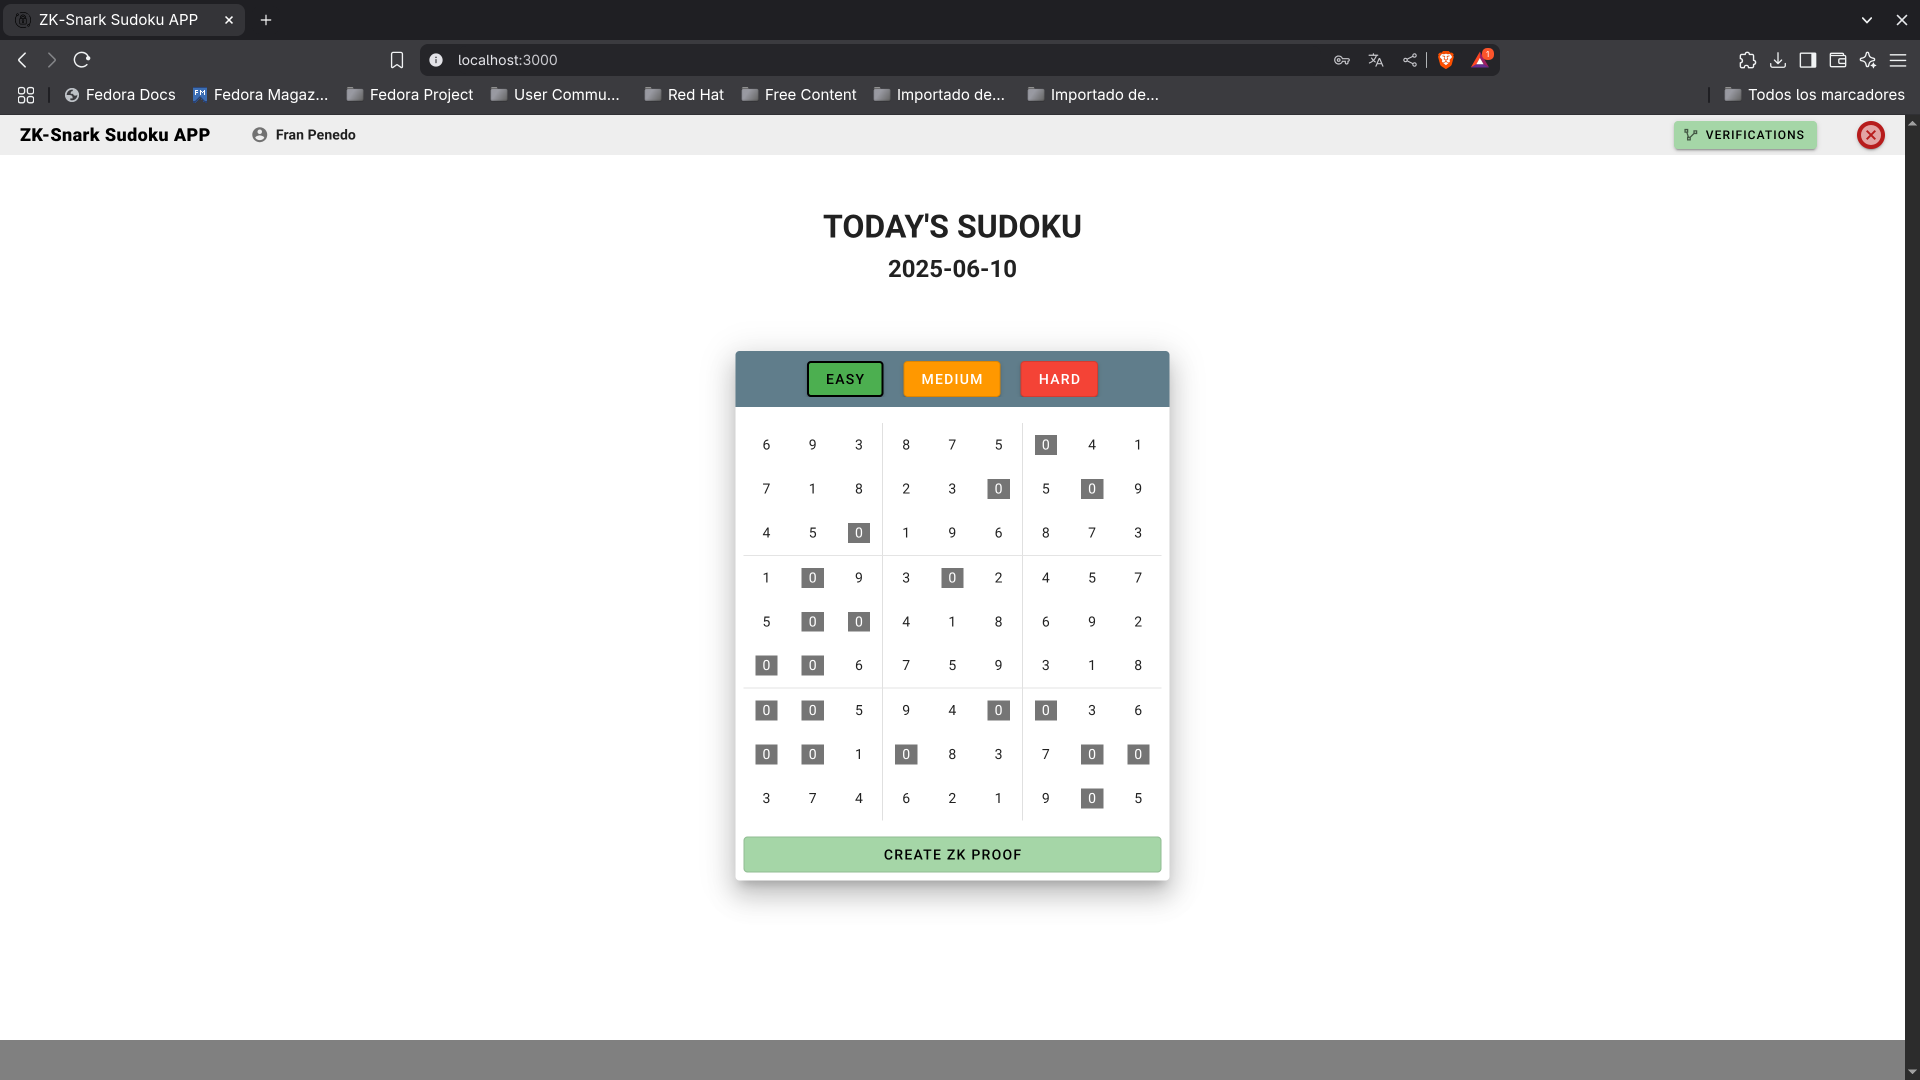 ZK-Snark Sudoku APP
localhost:3000
1
Fedora Docs Fedora Magaz... Fedora Project User Commu... Red Hat Free Content Importado de... Importado de... Todos los marcadores
ZK-Snark Sudoku APP Fran Penedo VERIFICATIONS
TODAY'S SUDOKU
2025-06-10
EASY MEDIUM HARD
6 9 3 8 7 5 0 4 1
7 1 8 2 3 0 5 0 9
4 5 0 1 9 6 8 7 3
1 0 9 3 0 2 4 5 7
5 0 0 4 1 8 6 9 2
0 0 6 7 5 9 3 1 8
0 0 5 9 4 0 0 3 6
0 0 1 0 8 3 7 0 0
3 7 4 6 2 1 9 0 5
CREATE ZK PROOF